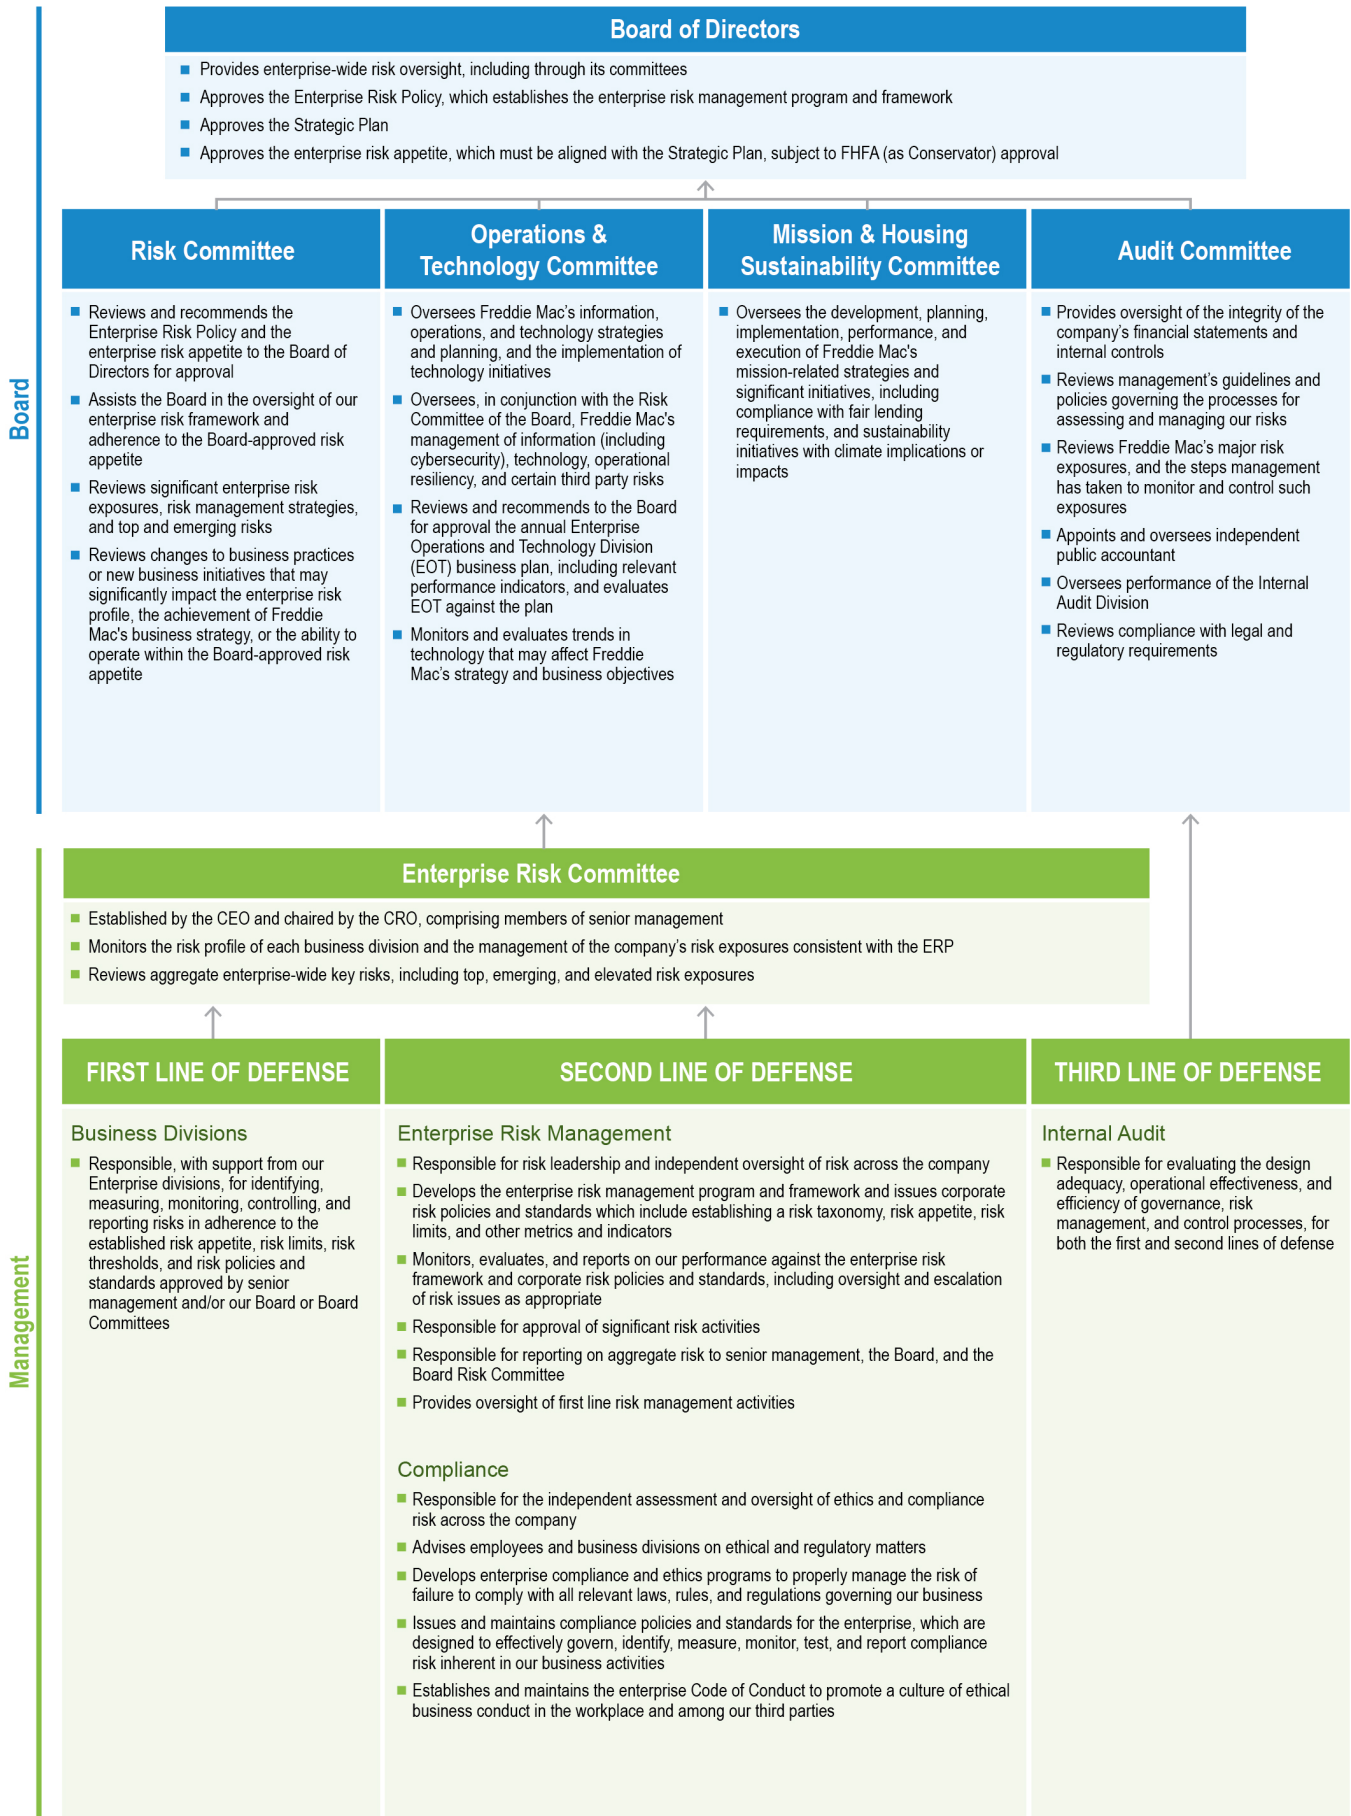 Board of Directors
Provides enterprise-wide risk oversight, including through its committees
Approves the Enterprise Risk Policy, which establishes the enterprise risk management program and framework
Approves the Strategic Plan
Approves the enterprise risk appetite, which must be aligned with the Strategic Plan, subject to FHFA (as Conservator) approval
Board
Risk Committee
Reviews and recommends the
Enterprise Risk Policy and the
enterprise risk appetite to the Board of
Directors for approval
Assists the Board in the oversight of our
enterprise risk framework and
adherence to the Board-approved risk
appetite
Reviews significant enterprise risk
exposures, risk management strategies,
and top and emerging risks
Reviews changes to business practices
or new business initiatives that may
significantly impact the enterprise risk
profile, the achievement of Freddie
Mac's business strategy, or the ability to
operate within the Board-approved risk
appetite
Operations &
Technology Committee
Oversees Freddie Mac’s information,
operations, and technology strategies
and planning, and the implementation of
technology initiatives
Oversees, in conjunction with the Risk
Committee of the Board, Freddie Mac's
management of information (including
cybersecurity), technology, operational
resiliency, and certain third party risks
Reviews and recommends to the Board
for approval the annual Enterprise
Operations and Technology Division
(EOT) business plan, including relevant
performance indicators, and evaluates
EOT against the plan
Monitors and evaluates trends in
technology that may affect Freddie
Mac’s strategy and business objectives
Mission & Housing
Sustainability Committee
Oversees the development, planning,
implementation, performance, and
execution of Freddie Mac's
mission-related strategies and
significant initiatives, including
compliance with fair lending
requirements, and sustainability
initiatives with climate implications or
impacts
Audit Committee
Provides oversight of the integrity of the
company’s financial statements and
internal controls
Reviews management’s guidelines and
policies governing the processes for
assessing and managing our risks
Reviews Freddie Mac’s major risk
exposures, and the steps management
has taken to monitor and control such
exposures
Appoints and oversees independent
public accountant
Oversees performance of the Internal
Audit Division
Reviews compliance with legal and
regulatory requirements
Management
Enterprise Risk Committee
Established by the CEO and chaired by the CRO, comprising members of senior management
Monitors the risk profile of each business division and the management of the company’s risk exposures consistent with the ERP
Reviews aggregate enterprise-wide key risks, including top, emerging, and elevated risk exposures
FIRST LINE OF DEFENSE
Business Divisions
Responsible, with support from our
Enterprise divisions, for identifying,
measuring, monitoring, controlling, and
reporting risks in adherence to the
established risk appetite, risk limits, risk
thresholds, and risk policies and
standards approved by senior
management and/or our Board or Board
Committees
SECOND LINE OF DEFENSE
Enterprise Risk Management
Responsible for risk leadership and independent oversight of risk across the company
Develops the enterprise risk management program and framework and issues corporate
risk policies and standards which include establishing a risk taxonomy, risk appetite, risk
limits, and other metrics and indicators
Monitors, evaluates, and reports on our performance against the enterprise risk
framework and corporate risk policies and standards, including oversight and escalation
of risk issues as appropriate
Responsible for approval of significant risk activities
Responsible for reporting on aggregate risk to senior management, the Board, and the
Board Risk Committee
Provides oversight of first line risk management activities
Compliance
Responsible for the independent assessment and oversight of ethics and compliance
risk across the company
Advises employees and business divisions on ethical and regulatory matters
Develops enterprise compliance and ethics programs to properly manage the risk of
failure to comply with all relevant laws, rules, and regulations governing our business
Issues and maintains compliance policies and standards for the enterprise, which are
designed to effectively govern, identify, measure, monitor, test, and report compliance
risk inherent in our business activities
Establishes and maintains the enterprise Code of Conduct to promote a culture of ethical
business conduct in the workplace and among our third parties
THIRD LINE OF DEFENSE
Internal Audit
Responsible for evaluating the design
adequacy, operational effectiveness, and
efficiency of governance, risk
management, and control processes, for
both the first and second lines of defense